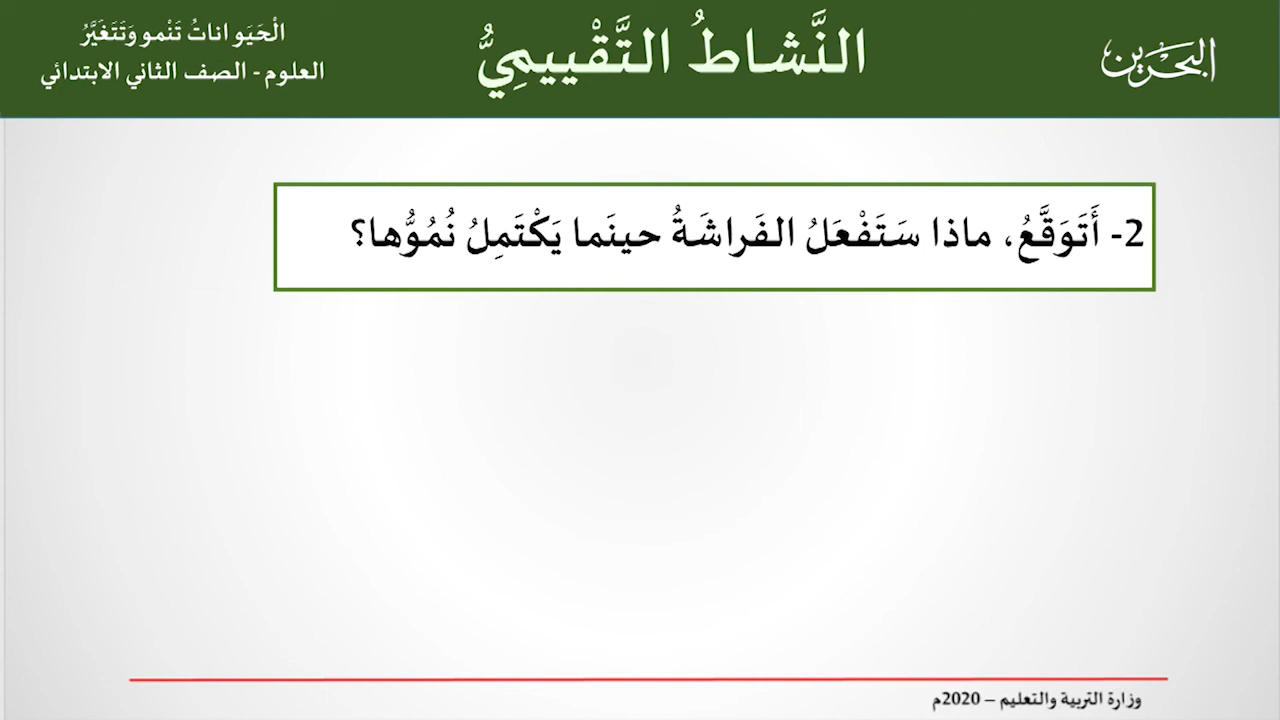 البحرين
النَّشاطُ التَّقْييمِيُّ
الْحَيَواناتُ تَنْمو وَتَتَغَيَّرُ
العلوم - الصف الثاني الابتدائي
2- أَتَوَقَّعُ، ماذا سَتَفْعَلُ الفَراشَةُ حينَما يَكْتَمِلُ نُمُوُّها؟
وزارة التربية والتعليم – 2020م